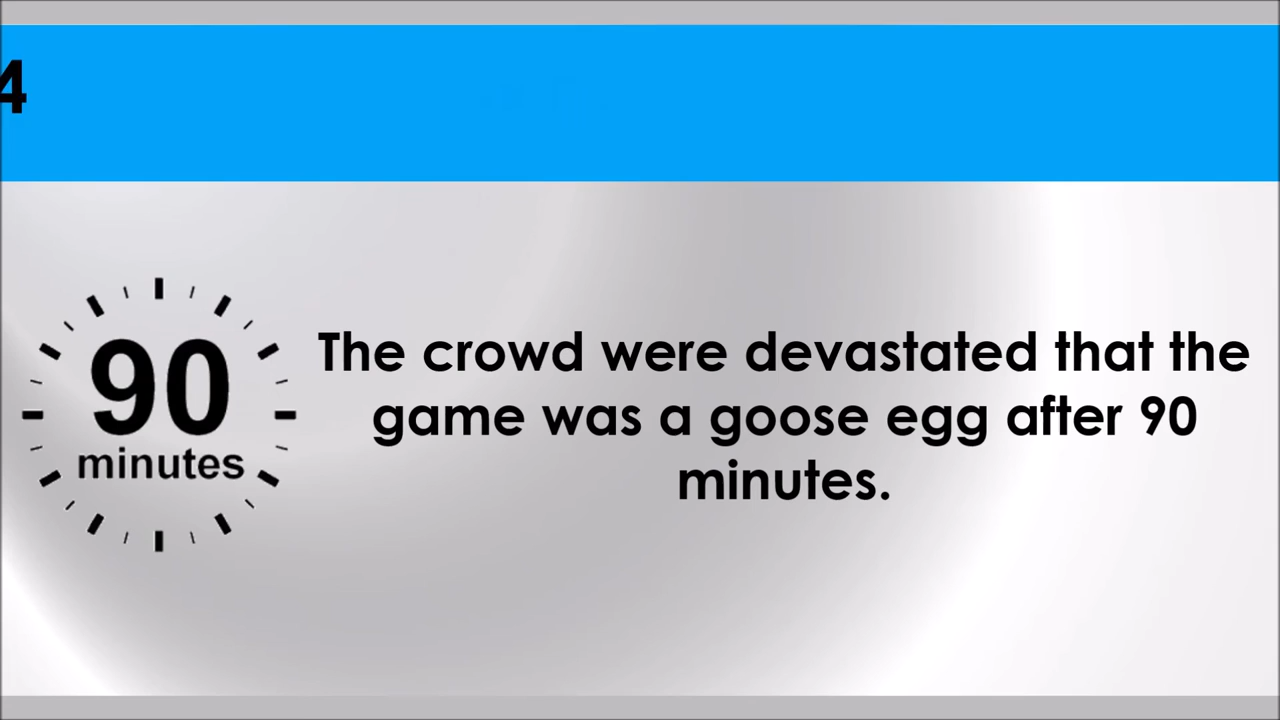 4
90
minutes
The crowd were devastated that the
game was a goose egg after 90
minutes.